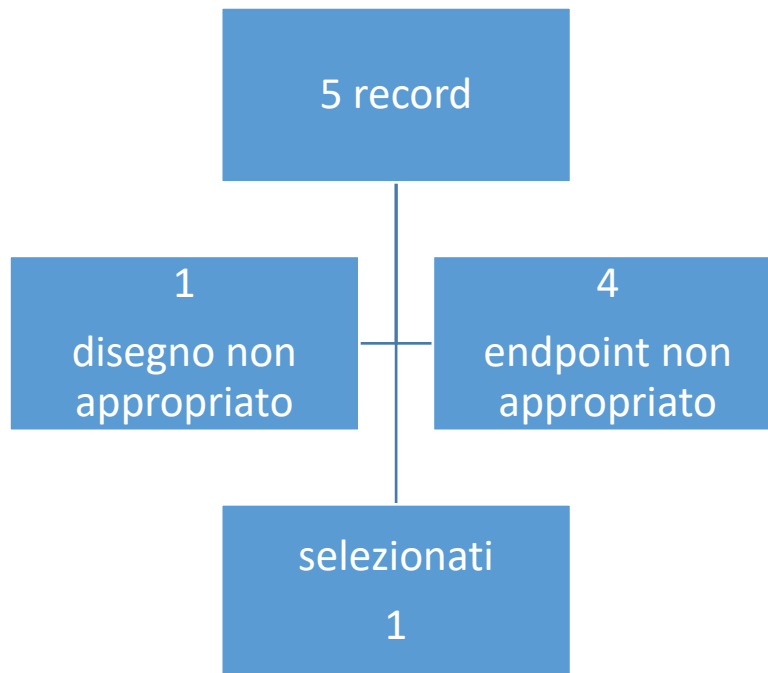 5 record
1
disegno non
appropriato
4
endpoint non
appropriato
selezionati
1